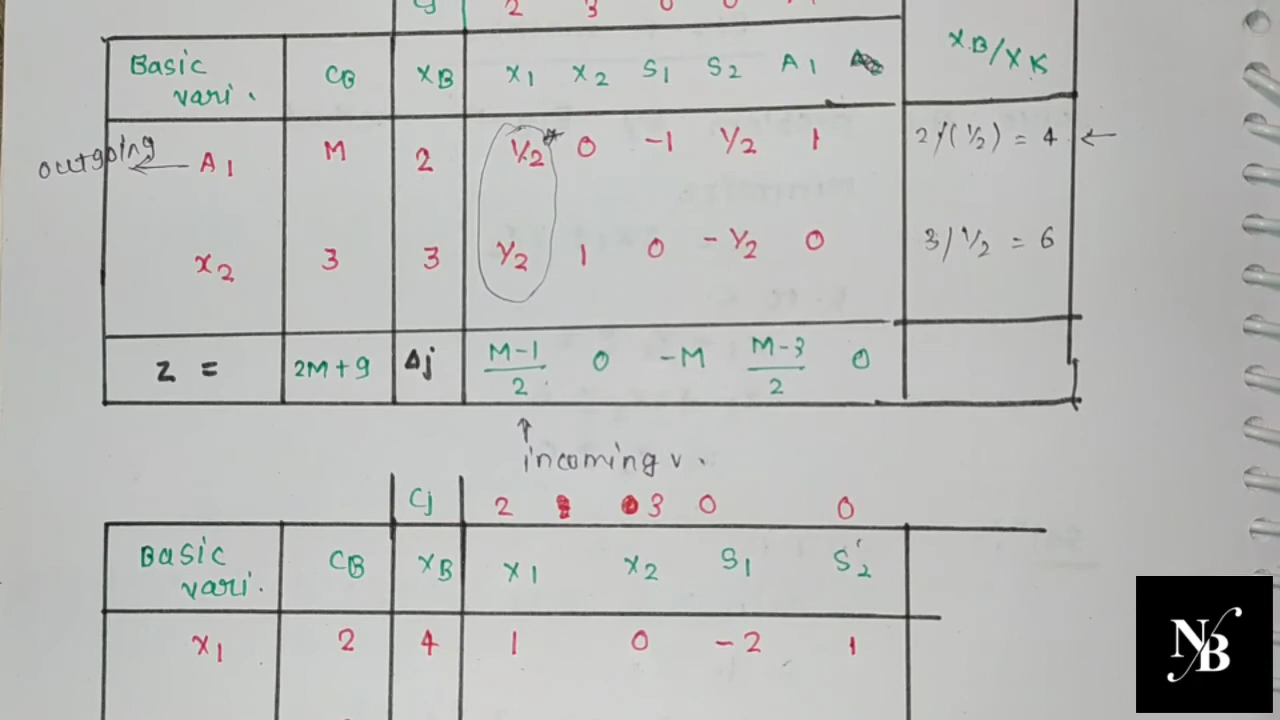 Cj 2 3 0 0 M
Basic vari. CB XB X1 X2 S1 S2 A1 XB/XK
outgoing ← A1 M 2 1/2* 0 -1 1/2 1 2/(1/2) = 4 ←
x2 3 3 1/2 1 0 -1/2 0 3/1/2 = 6
Z = 2M+9 Δj M-1/2 0 -M M-3/2 0
↑
incoming v.
Cj 2 3 0 0
Basic vari. CB XB X1 X2 S1 S2
X1 2 4 1 0 -2 1
NB